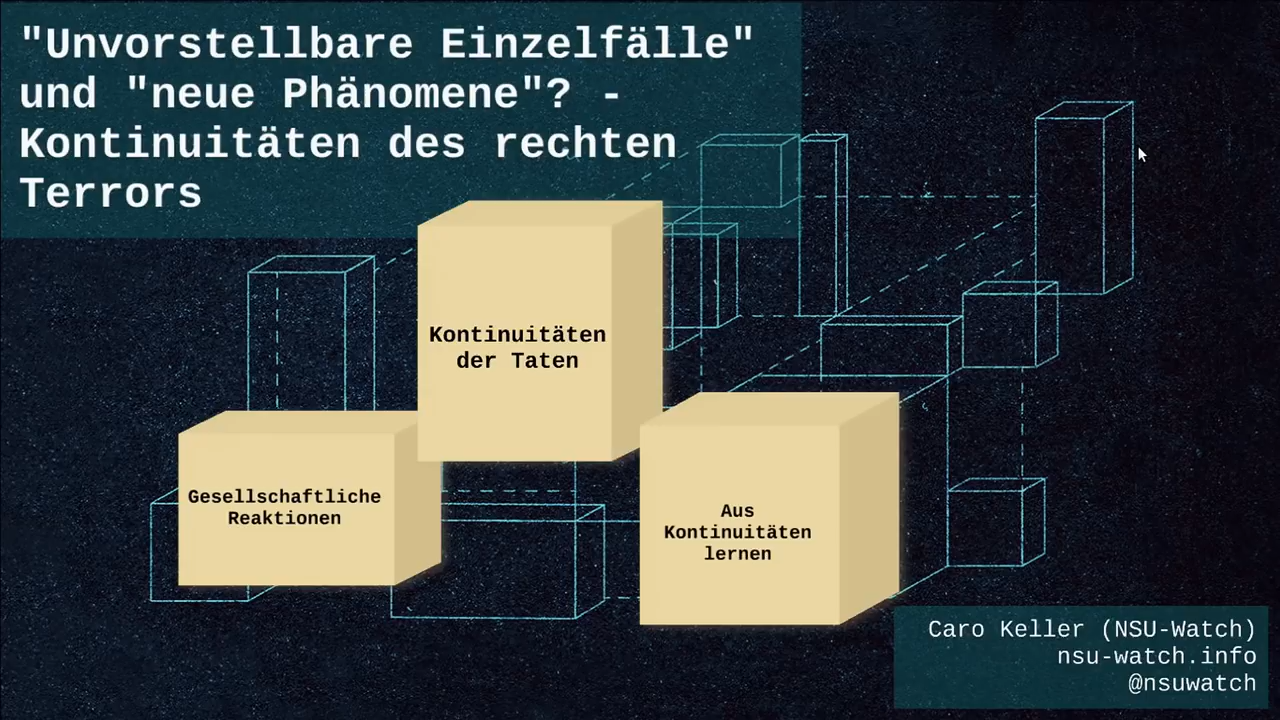 "Unvorstellbare Einzelfälle"
und "neue Phänomene"? -
Kontinuitäten des rechten
Terrors
Kontinuitäten
der Taten
Gesellschaftliche
Reaktionen
Aus
Kontinuitäten
lernen
Caro Keller (NSU-Watch)
nsu-watch.info
@nsuwatch